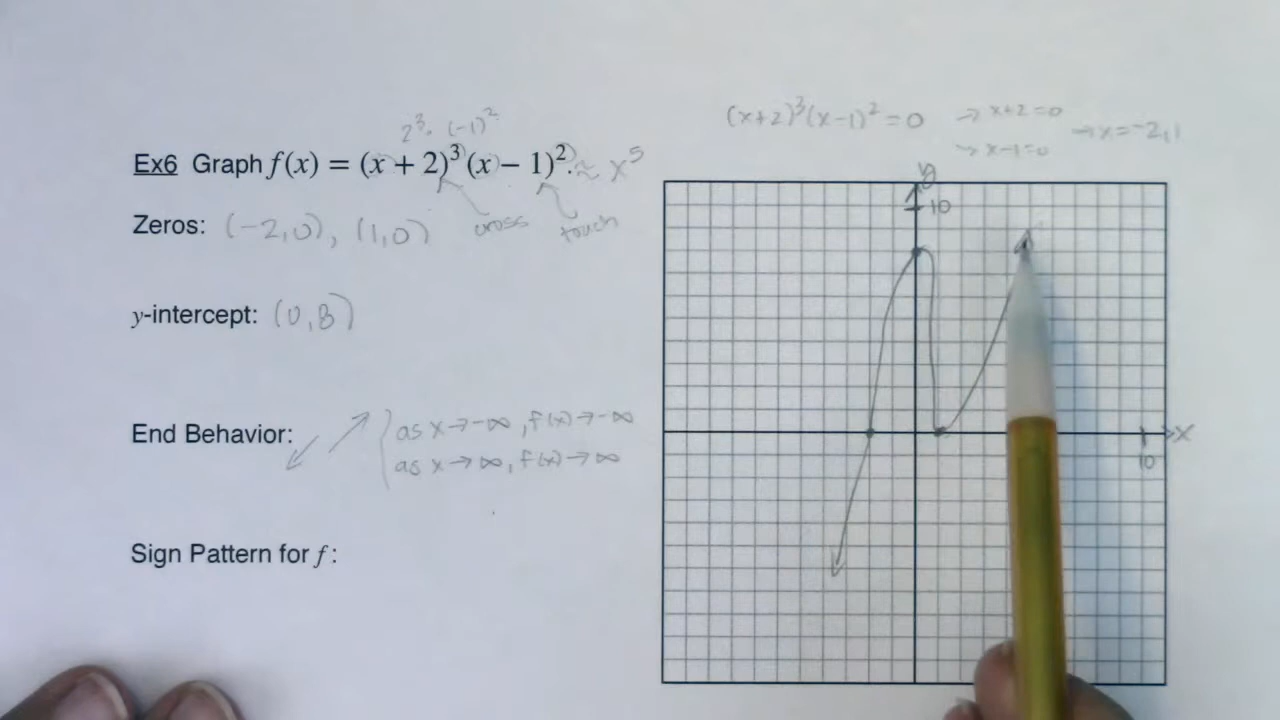 (x+2)³(x-1)²=0 → x+2=0
→ x-1=0
→ x=-2,1
2³·(-1)²
Ex6 Graph f(x) = (x + 2)³(x − 1)². ≈ x⁵
Zeros: (-2,0), (1,0) cross touch
y-intercept: (0,8)
End Behavior: as x→-∞, f(x)→-∞
as x→∞, f(x)→∞
Sign Pattern for f:
y
10
x
10